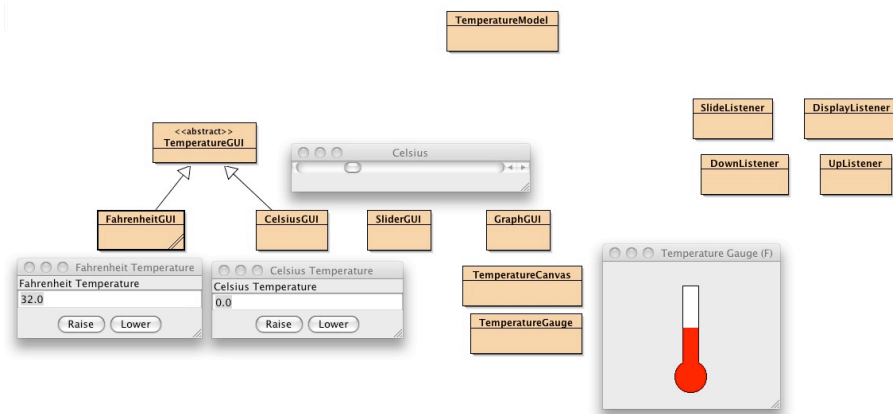 TemperatureModel
SlideListener
DisplayListener
<<abstract>>
TemperatureGUI
Celsius
DownListener
UpListener
FahrenheitGUI
CelsiusGUI
SliderGUI
GraphGUI
Temperature Gauge (F)
Fahrenheit Temperature
Fahrenheit Temperature
32.0
Raise
Lower
Celsius Temperature
Celsius Temperature
0.0
Raise
Lower
TemperatureCanvas
TemperatureGauge